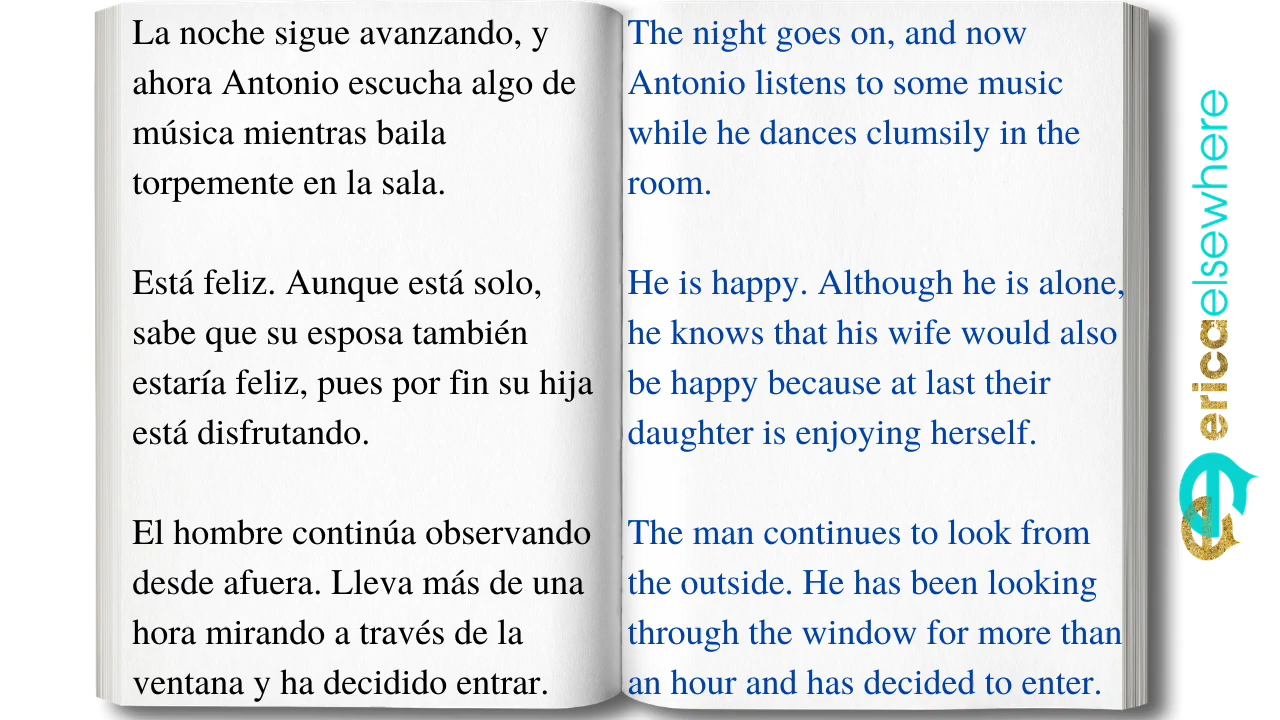 La noche sigue avanzando, y
ahora Antonio escucha algo de
música mientras baila
torpemente en la sala.
Está feliz. Aunque está solo,
sabe que su esposa también
estaría feliz, pues por fin su hija
está disfrutando.
El hombre continúa observando
desde afuera. Lleva más de una
hora mirando a través de la
ventana y ha decidido entrar.
The night goes on, and now
Antonio listens to some music
while he dances clumsily in the
room.
He is happy. Although he is alone,
he knows that his wife would also
be happy because at last their
daughter is enjoying herself.
The man continues to look from
the outside. He has been looking
through the window for more than
an hour and has decided to enter.
ericaelsewhere